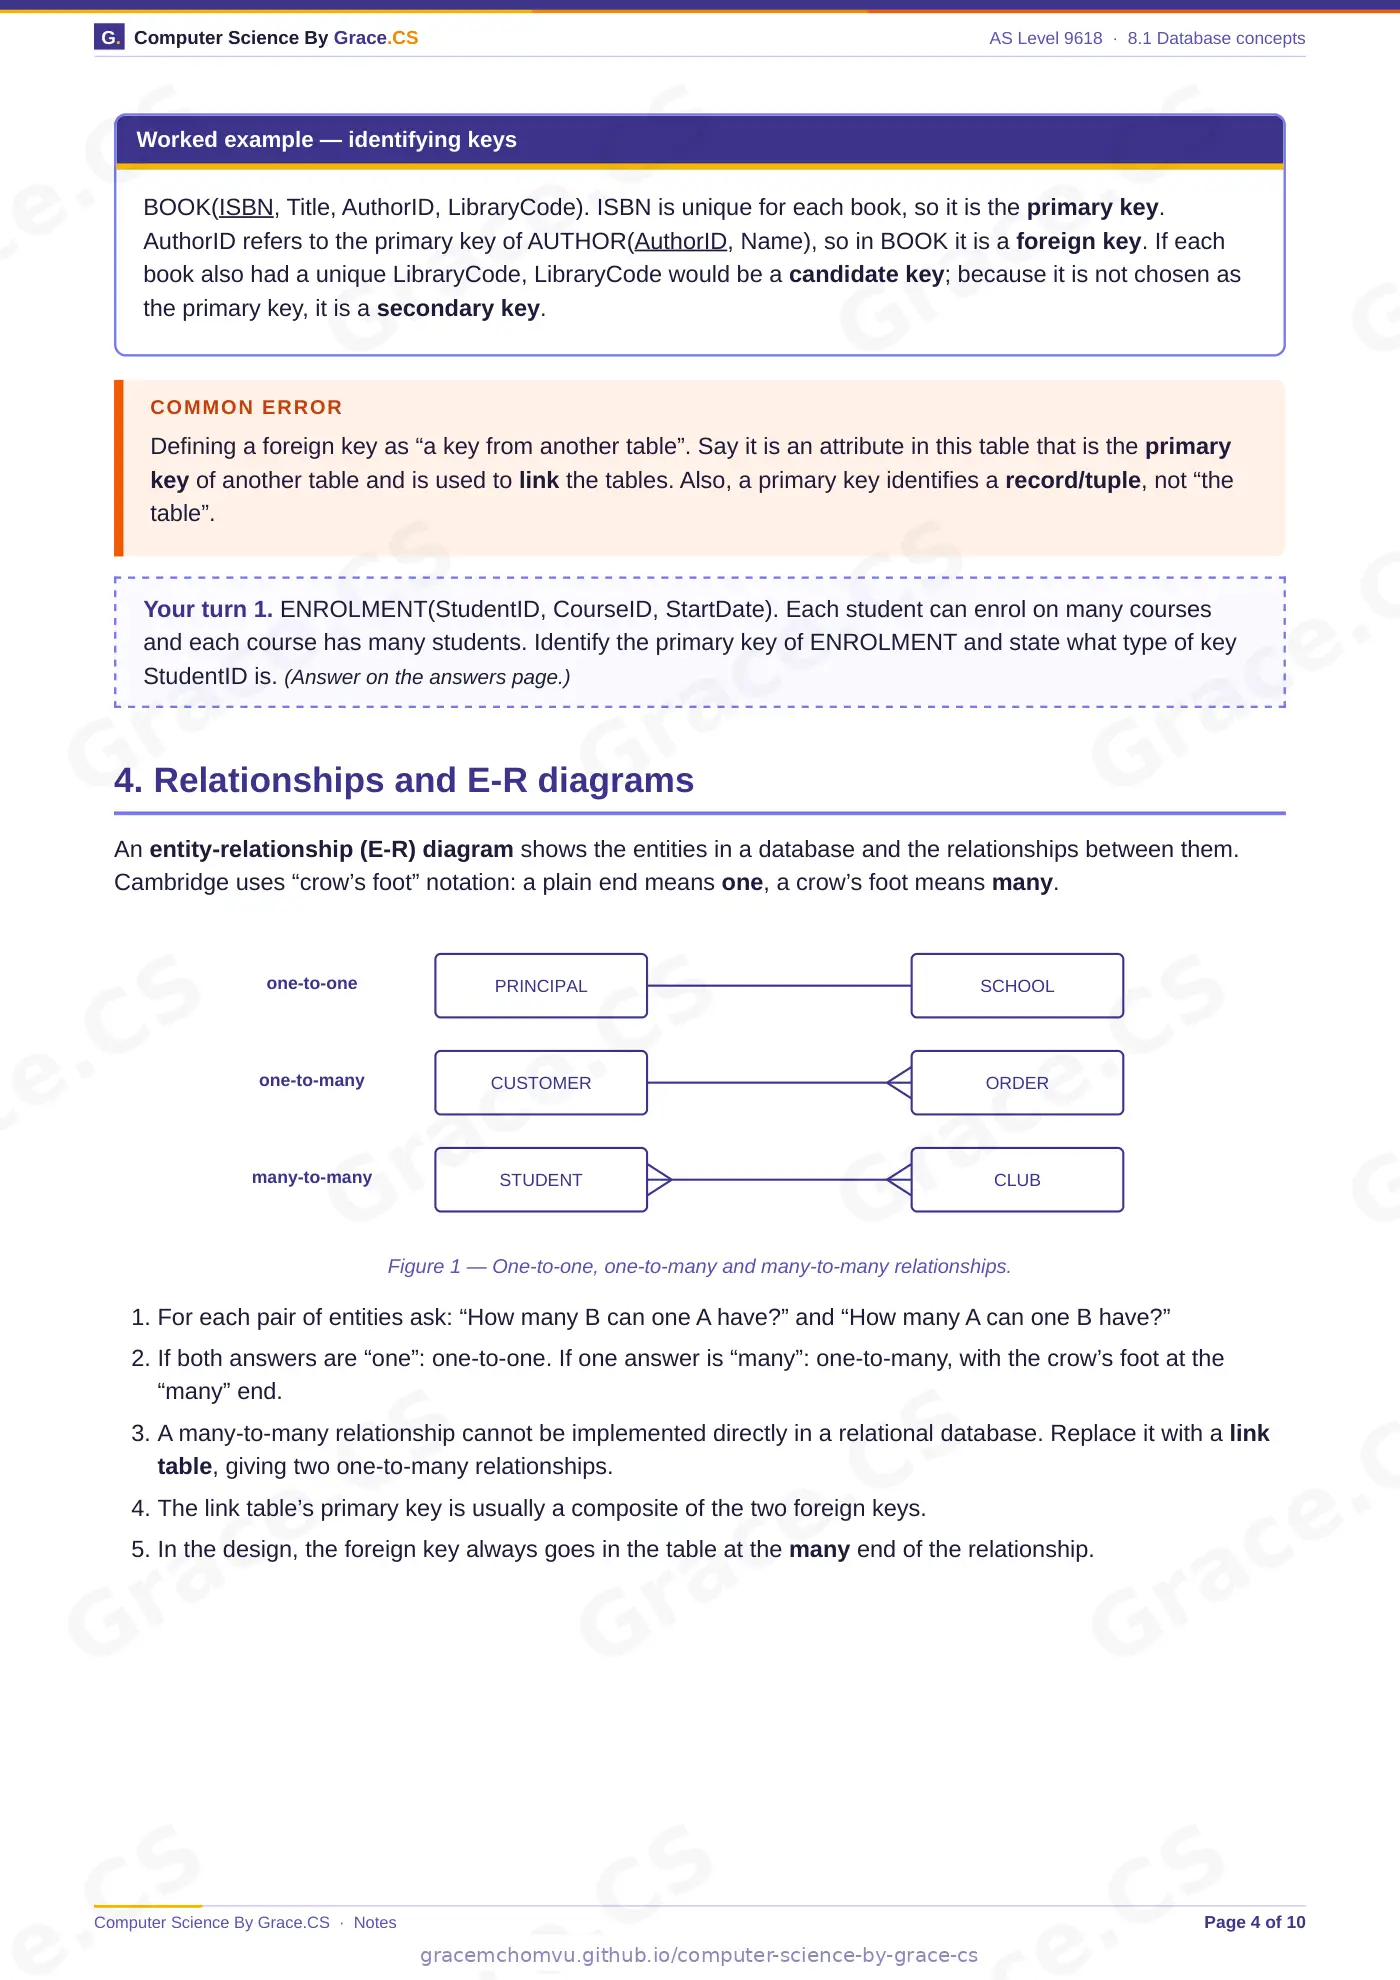 G. Computer Science By Grace.CS
AS Level 9618 · 8.1 Database concepts
Worked example — identifying keys
BOOK(ISBN, Title, AuthorID, LibraryCode). ISBN is unique for each book, so it is the primary key.
AuthorID refers to the primary key of AUTHOR(AuthorID, Name), so in BOOK it is a foreign key. If each
book also had a unique LibraryCode, LibraryCode would be a candidate key; because it is not chosen as
the primary key, it is a secondary key.
COMMON ERROR
Defining a foreign key as “a key from another table”. Say it is an attribute in this table that is the primary
key of another table and is used to link the tables. Also, a primary key identifies a record/tuple, not “the
table”.
Your turn 1. ENROLMENT(StudentID, CourseID, StartDate). Each student can enrol on many courses
and each course has many students. Identify the primary key of ENROLMENT and state what type of key
StudentID is. (Answer on the answers page.)
4. Relationships and E-R diagrams
An entity-relationship (E-R) diagram shows the entities in a database and the relationships between them.
Cambridge uses “crow’s foot” notation: a plain end means one, a crow’s foot means many.
one-to-one
PRINCIPAL
SCHOOL
one-to-many
CUSTOMER
ORDER
many-to-many
STUDENT
CLUB
Figure 1 — One-to-one, one-to-many and many-to-many relationships.
1. For each pair of entities ask: “How many B can one A have?” and “How many A can one B have?”
2. If both answers are “one”: one-to-one. If one answer is “many”: one-to-many, with the crow’s foot at the
“many” end.
3. A many-to-many relationship cannot be implemented directly in a relational database. Replace it with a link
table, giving two one-to-many relationships.
4. The link table’s primary key is usually a composite of the two foreign keys.
5. In the design, the foreign key always goes in the table at the many end of the relationship.
Computer Science By Grace.CS · Notes
Page 4 of 10
gracemchomvu.github.io/computer-science-by-grace-cs